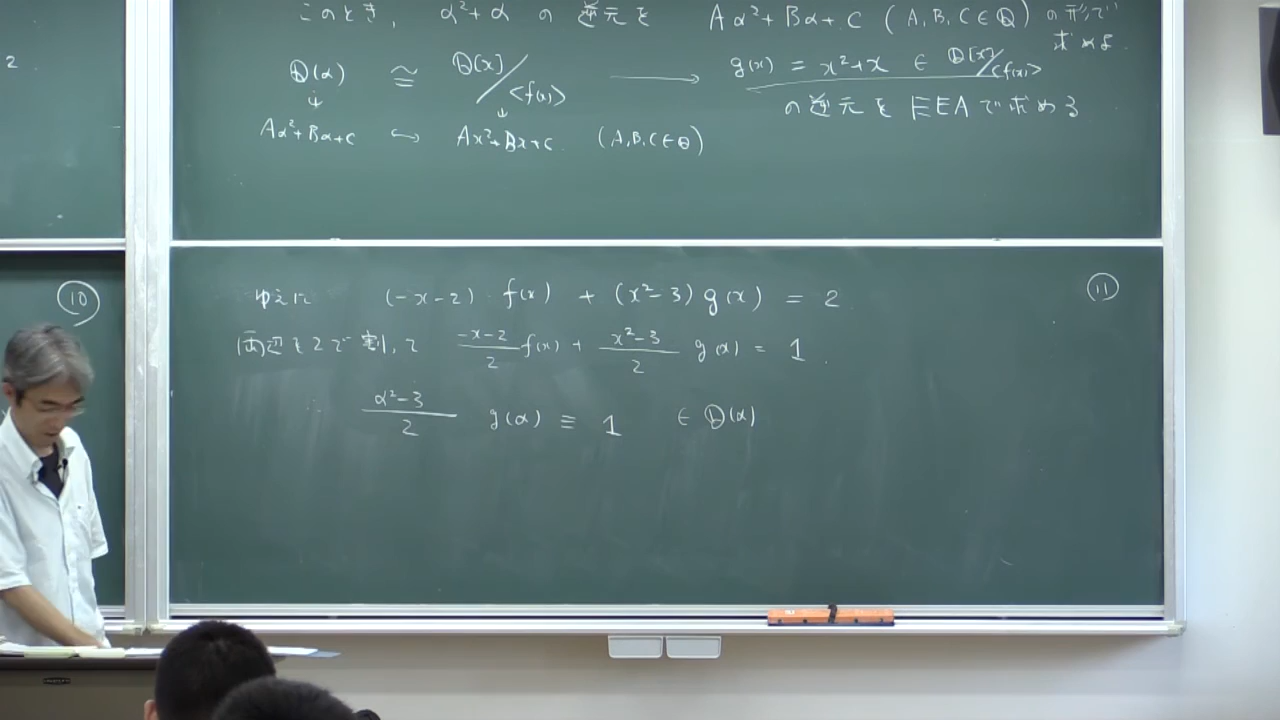 2
このとき, α²+α の 逆元を Aα²+Bα+C (A,B,C∈Q) の形で
求めよ.
Q(α) ≅ Q[x]/<f(x)> → g(x) = x²+x ∈ Q[x]/<f(x)>
の逆元を EEAで求める
Aα²+Bα+C ↔ Ax²+Bx+C. (A,B,C∈Q)
⑩
⑪
ゆえに (-x-2)・f(x) + (x²-3) g(x) = 2
両辺を2で割って (-x-2)/2 f(x) + (x²-3)/2 g(x) = 1.
∴ (α²-3)/2 g(α) ≡ 1 ∈ Q(α)